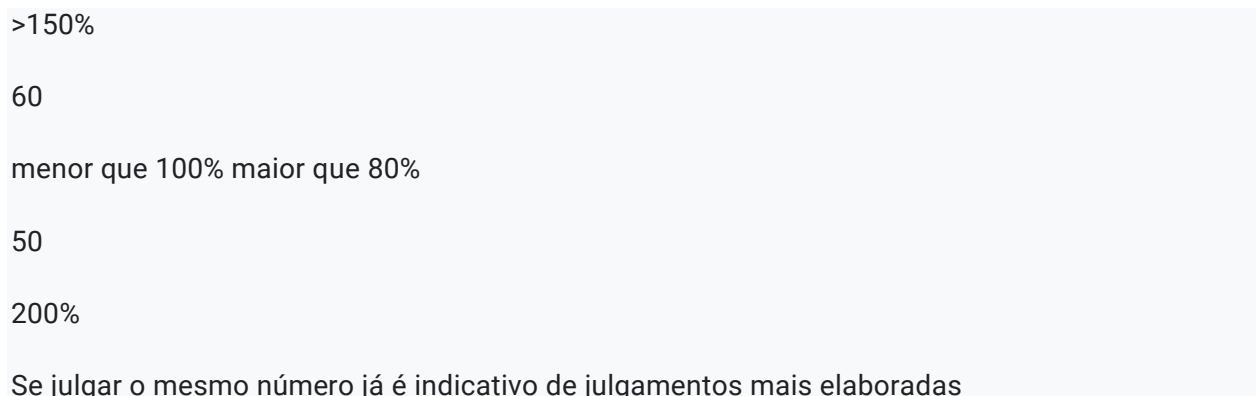 >150%
60
menor que 100% maior que 80%
50
200%
Se julgar o mesmo número já é indicativo de julgamentos mais elaboradas